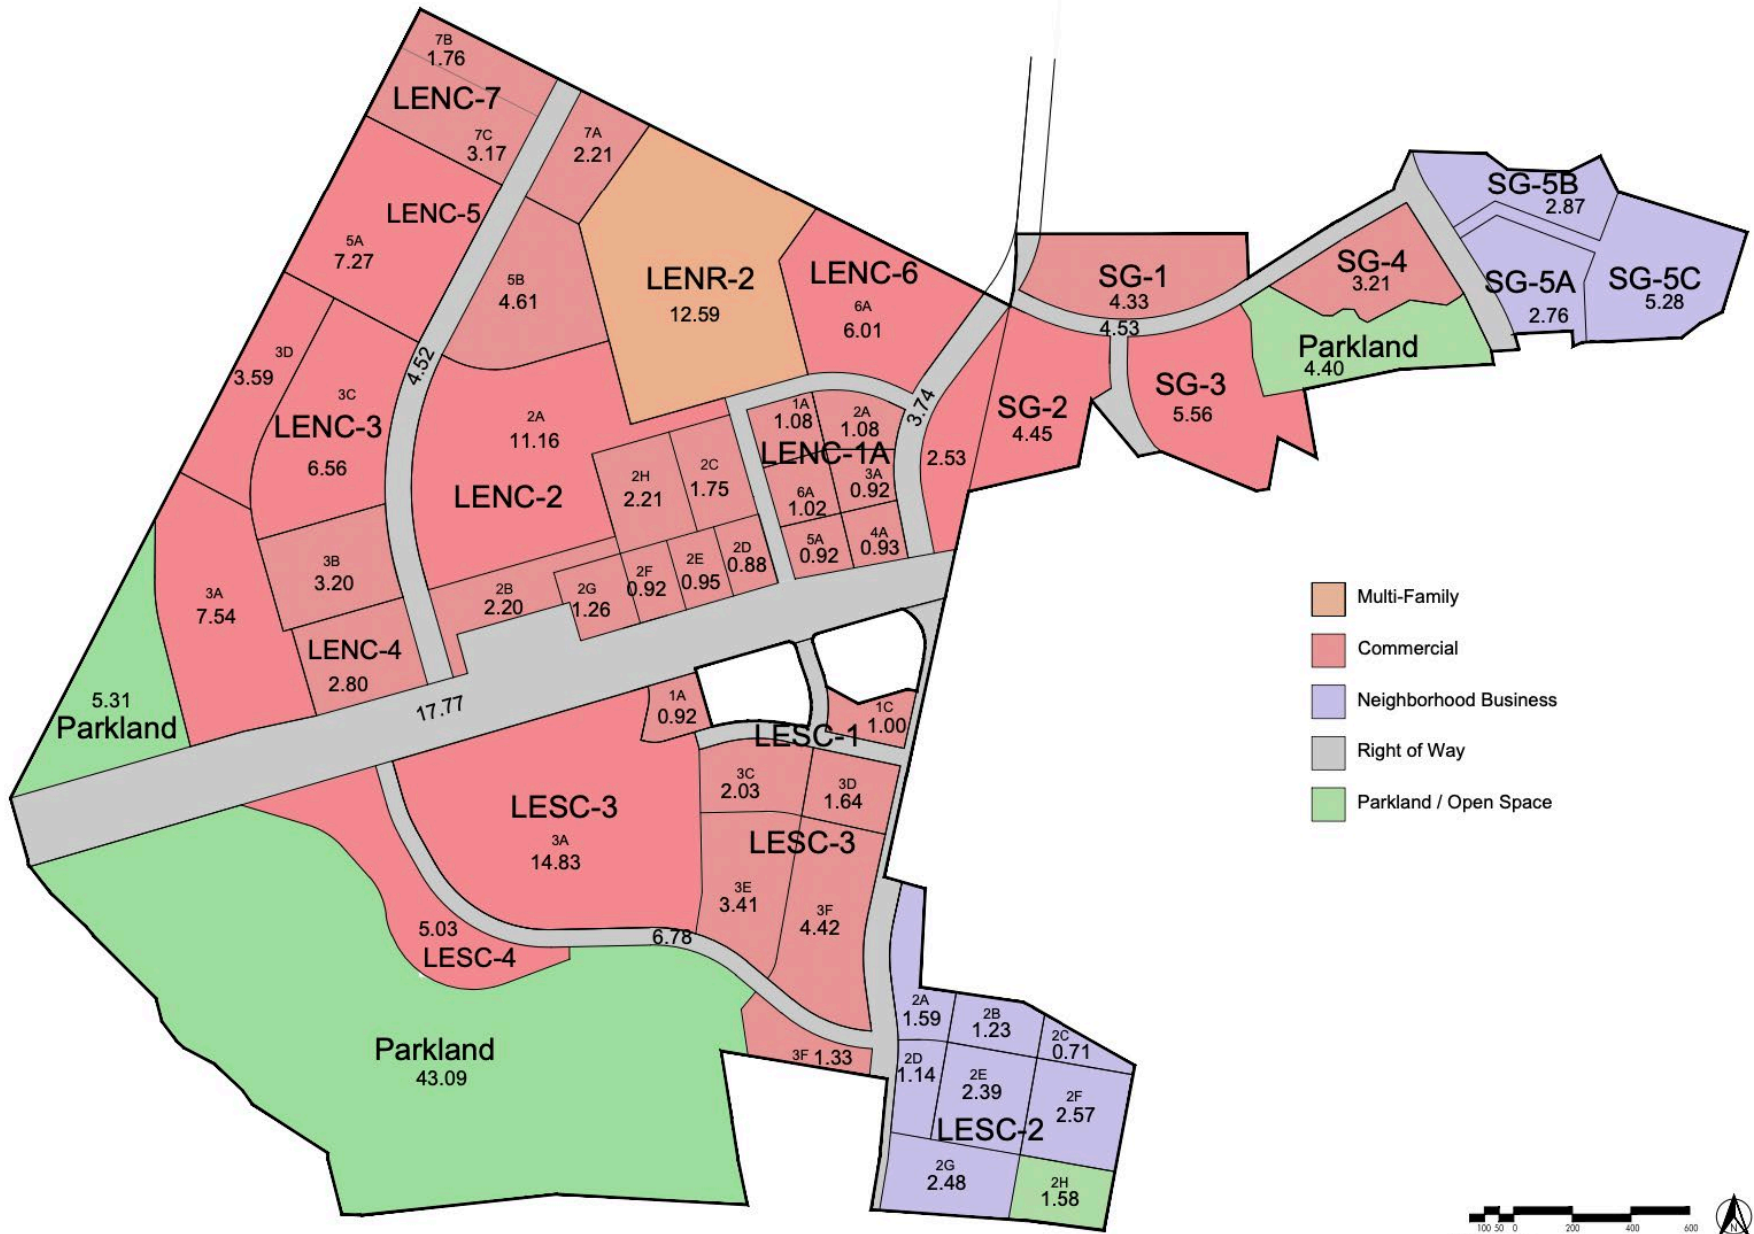 7B
1.76
LENC-7
7C
3.17
7A
2.21
LENC-5
5A
7.27
5B
4.61
LENR-2
12.59
LENC-6
6A
6.01
3D
3.59
4.52
3C
LENC-3
6.56
2A
11.16
LENC-2
2H
2.21
2C
1.75
1A
1.08
2A
1.08
LENC-1A
3A
0.92
6A
1.02
5A
0.92
4A
0.93
3.74
2.53
3B
3.20
3A
7.54
LENC-4
2.80
2B
2.20
2G
1.26
2F
0.92
2E
0.95
2D
0.88
5.31
Parkland
17.77
SG-1
4.33
4.53
SG-2
4.45
SG-3
5.56
SG-4
3.21
Parkland
4.40
SG-5B
2.87
SG-5A
2.76
SG-5C
5.28
1A
0.92
1C
1.00
LESC-1
LESC-3
3A
14.83
3C
2.03
3D
1.64
LESC-3
3E
3.41
3F
4.42
5.03
LESC-4
6.78
3F 1.33
Parkland
43.09
2A
1.59
2B
1.23
2C
0.71
2D
1.14
2E
2.39
2F
2.57
LESC-2
2G
2.48
2H
1.58
Multi-Family
Commercial
Neighborhood Business
Right of Way
Parkland / Open Space
100 50 0 200 400 600
N